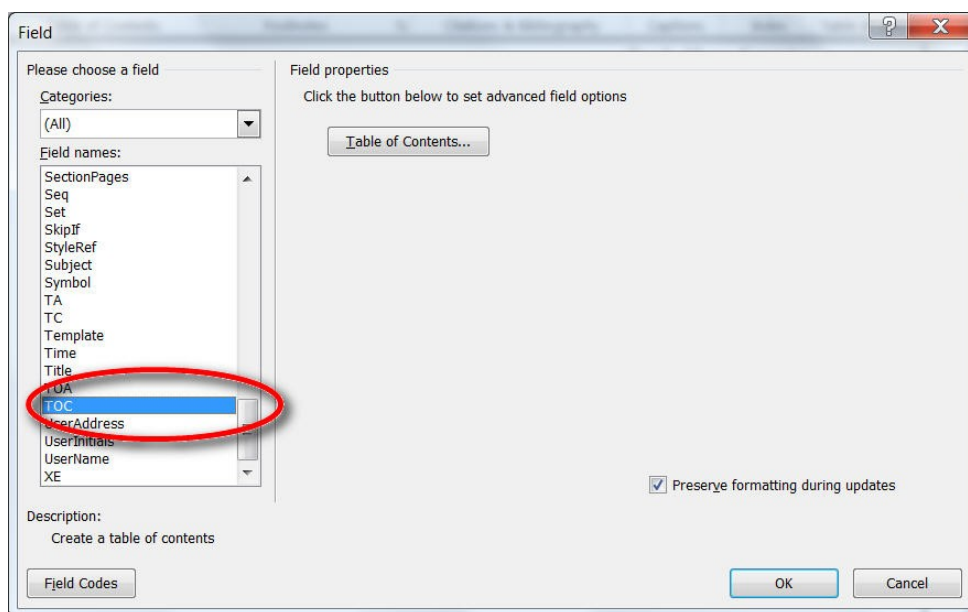 Field
Please choose a field
Categories:
(All)
Field names:
SectionPages
Seq
Set
SkipIf
StyleRef
Subject
Symbol
TA
TC
Template
Time
Title
TOA
TOC
UserAddress
UserInitials
UserName
XE
Description:
Create a table of contents
Field Codes
Field properties
Click the button below to set advanced field options
Table of Contents...
Preserve formatting during updates
OK
Cancel